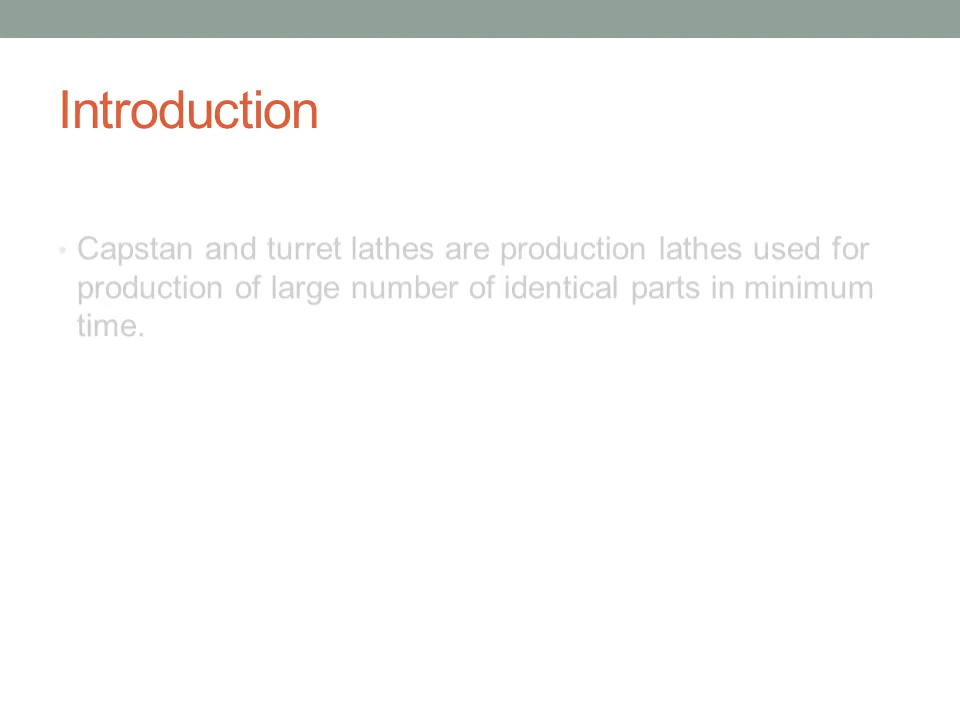 Introduction
• Capstan and turret lathes are production lathes used for
production of large number of identical parts in minimum
time.